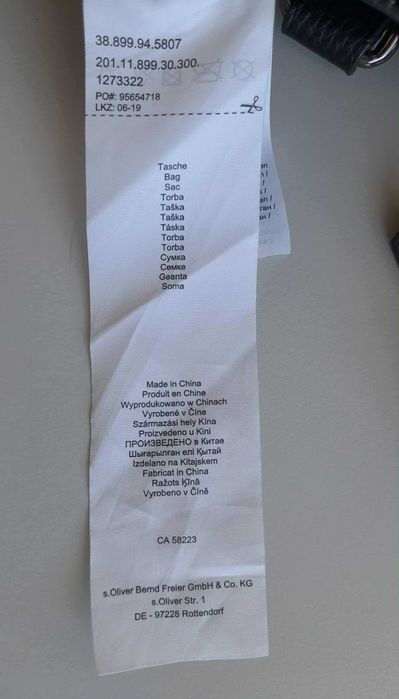 38.899.94.5807
201.11.899.30.300.
1273322
PO#: 95654718
LKZ: 06-19
Tasche
Bag
Sac
Torba
Taška
Taška
Táska
Torba
Torba
Сумка
Сөмке
Geanta
Soma
Made in China
Produit en Chine
Wyprodukowano w Chinach
Vyrobené v Číne
Származási hely Kína
Proizvedeno u Kini
ПРОИЗВЕДЕНО в Китае
Шығарылған елі Қытай
Izdelano na Kitajskem
Fabricat in China
Ražots Ķīnā
Vyrobeno v Číně
CA 58223
s.Oliver Bernd Freier GmbH & Co. KG
s.Oliver Str. 1
DE - 97228 Rottendorf